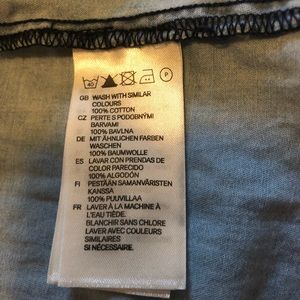 40 P
GB WASH WITH SIMILAR
COLOURS
100% COTTON
CZ PERTE S PODOBNÝMI
BARVAMI
100% BAVLNA
DE MIT ÄHNLICHEN FARBEN
WASCHEN
100% BAUMWOLLE
ES LAVAR CON PRENDAS DE
COLOR PARECIDO
100% ALGODÓN
FI PESTÄÄN SAMANVÄRISTEN
KANSSA
100% PUUVILLAA
FR LAVER À LA MACHINE À
L'EAU TIÈDE.
BLANCHIR SANS CHLORE
LAVER AVEC COULEURS
SIMILAIRES
SI NÉCESSAIRE.